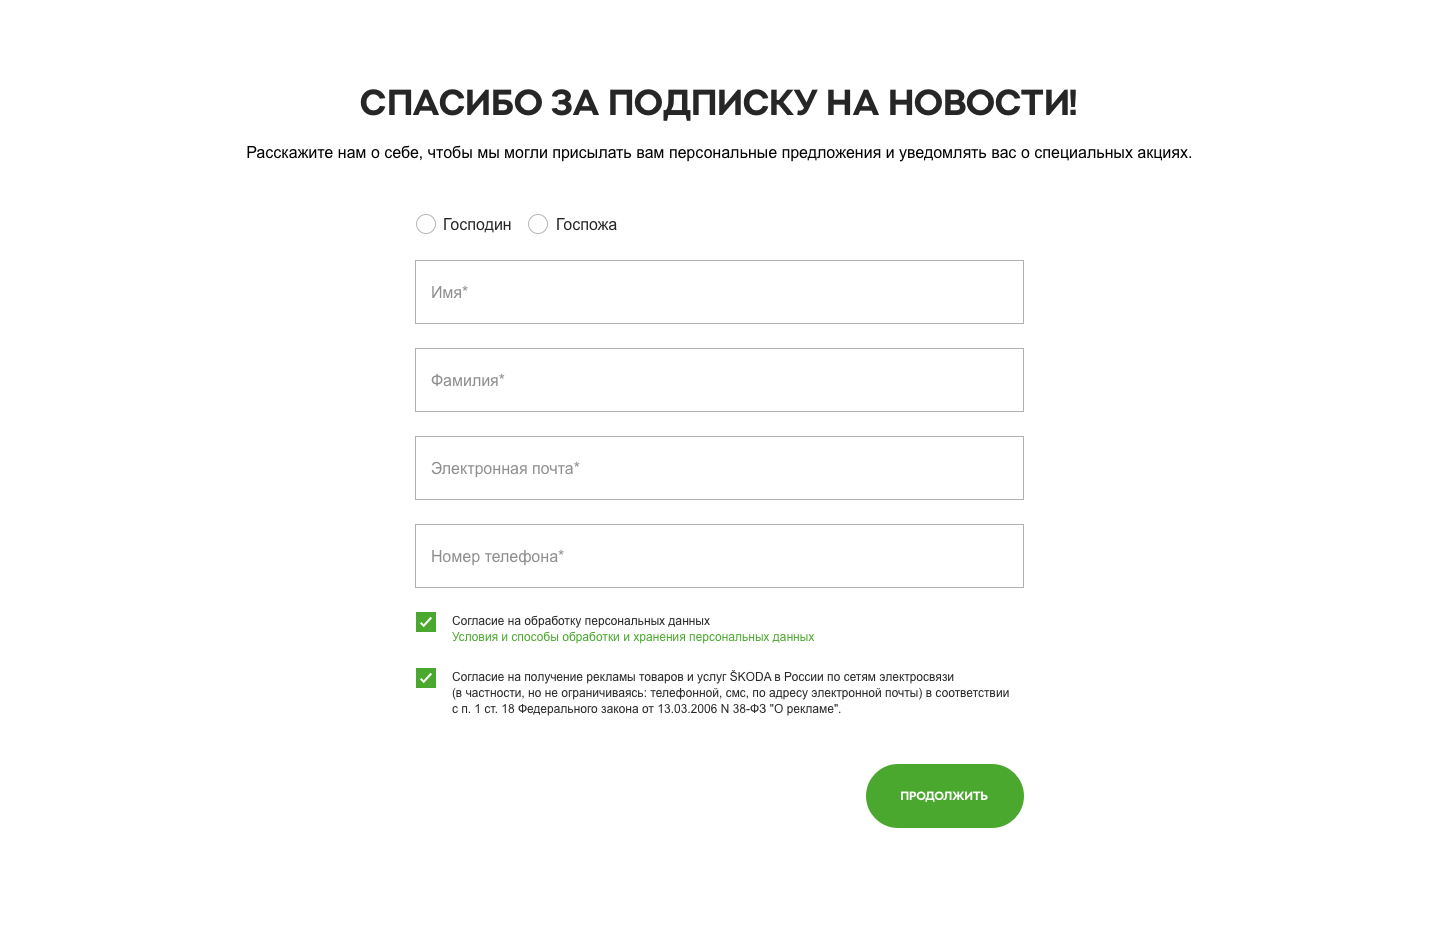 СПАСИБО ЗА ПОДПИСКУ НА НОВОСТИ!
Расскажите нам о себе, чтобы мы могли присылать вам персональные предложения и уведомлять вас о специальных акциях.
Господин Госпожа
Имя*
Фамилия*
Электронная почта*
Номер телефона*
Согласие на обработку персональных данных
Условия и способы обработки и хранения персональных данных
Согласие на получение рекламы товаров и услуг ŠKODA в России по сетям электросвязи
(в частности, но не ограничиваясь: телефонной, смс, по адресу электронной почты) в соответствии
с п. 1 ст. 18 Федерального закона от 13.03.2006 N 38-ФЗ "О рекламе".
ПРОДОЛЖИТЬ